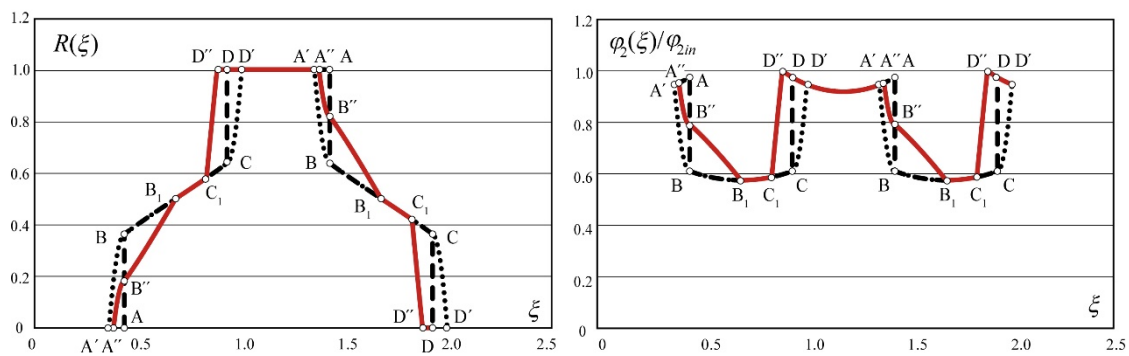 1.2
R(ξ)
D″ D D′ A′ A″ A
1.0
B″
0.8
C B
0.6
B₁ C₁ B₁ C₁
0.4
B C
0.2
B″ A D″ D′ ξ
0
A′ A″ 0.5 1.0 1.5 D 2.0 2.5
1.2
φ₂(ξ)/φ₂ᵢₙ
D″ D D′ A′ A″ A D″ D D′
1.0
A″ A
A′
B″ B″
0.8
0.6
B B₁ C₁ C B B₁ C₁ C
0.4
0.2
ξ
0
0.5 1.0 1.5 2.0 2.5